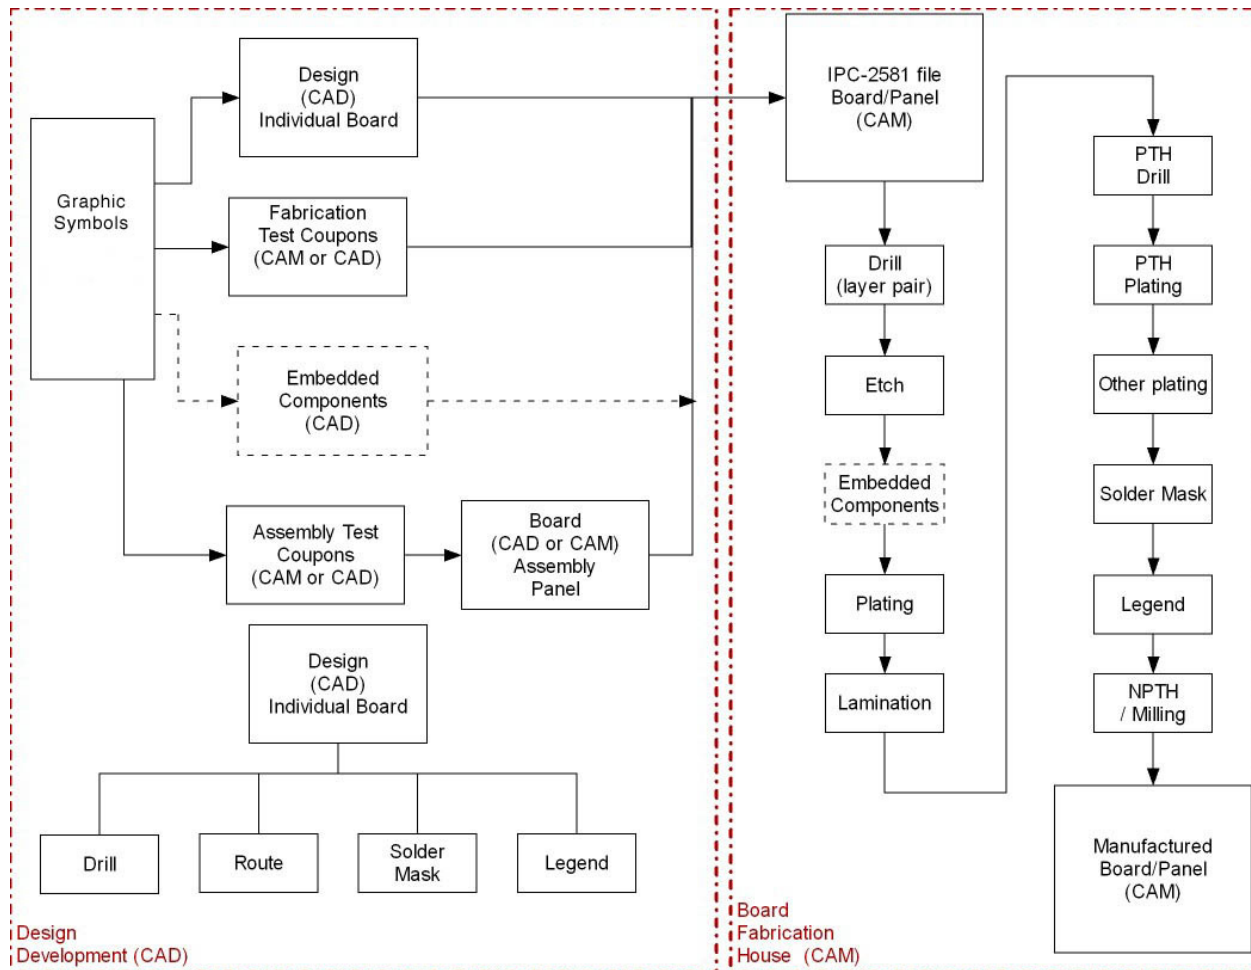 Design
(CAD)
Individual Board
Graphic
Symbols
Fabrication
Test Coupons
(CAM or CAD)
Embedded
Components
(CAD)
Assembly Test
Coupons
(CAM or CAD)
Board
(CAD or CAM)
Assembly
Panel
Design
(CAD)
Individual Board
Drill
Route
Solder
Mask
Legend
Design
Development (CAD)
IPC-2581 file
Board/Panel
(CAM)
Drill
(layer pair)
Etch
Embedded
Components
Plating
Lamination
PTH
Drill
PTH
Plating
Other plating
Solder Mask
Legend
NPTH
/ Milling
Manufactured
Board/Panel
(CAM)
Board
Fabrication
House (CAM)